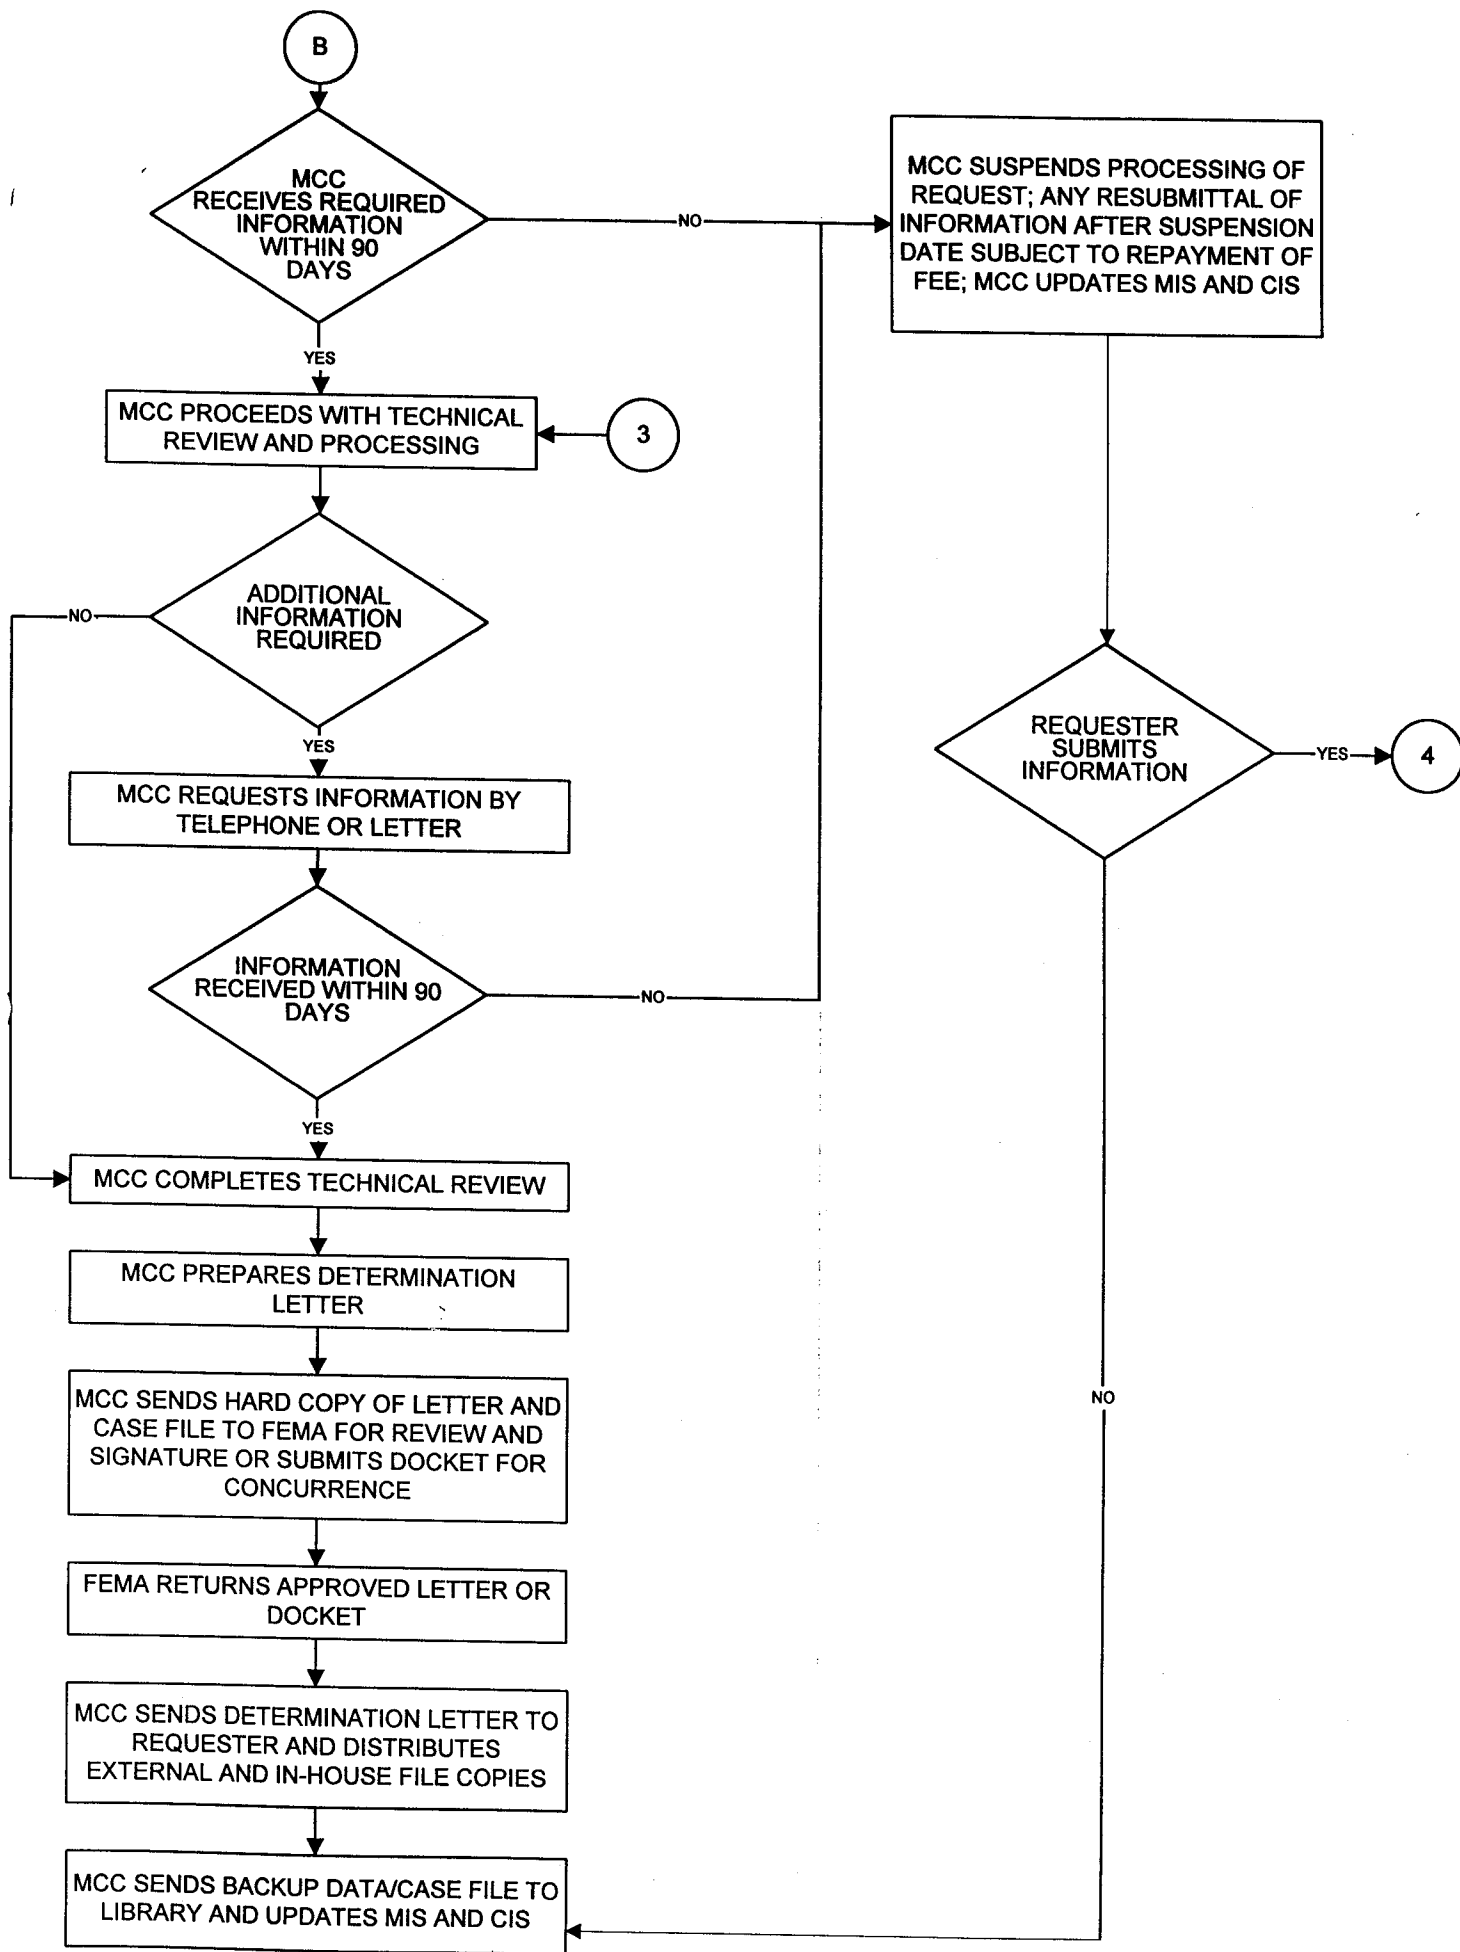 B
MCC
RECEIVES REQUIRED
INFORMATION
WITHIN 90
DAYS
NO
MCC SUSPENDS PROCESSING OF
REQUEST; ANY RESUBMITTAL OF
INFORMATION AFTER SUSPENSION
DATE SUBJECT TO REPAYMENT OF
FEE; MCC UPDATES MIS AND CIS
YES
MCC PROCEEDS WITH TECHNICAL
REVIEW AND PROCESSING
3
ADDITIONAL
INFORMATION
REQUIRED
NO
YES
MCC REQUESTS INFORMATION BY
TELEPHONE OR LETTER
REQUESTER
SUBMITS
INFORMATION
YES
4
INFORMATION
RECEIVED WITHIN 90
DAYS
NO
YES
MCC COMPLETES TECHNICAL REVIEW
MCC PREPARES DETERMINATION
LETTER
MCC SENDS HARD COPY OF LETTER AND
CASE FILE TO FEMA FOR REVIEW AND
SIGNATURE OR SUBMITS DOCKET FOR
CONCURRENCE
NO
FEMA RETURNS APPROVED LETTER OR
DOCKET
MCC SENDS DETERMINATION LETTER TO
REQUESTER AND DISTRIBUTES
EXTERNAL AND IN-HOUSE FILE COPIES
MCC SENDS BACKUP DATA/CASE FILE TO
LIBRARY AND UPDATES MIS AND CIS